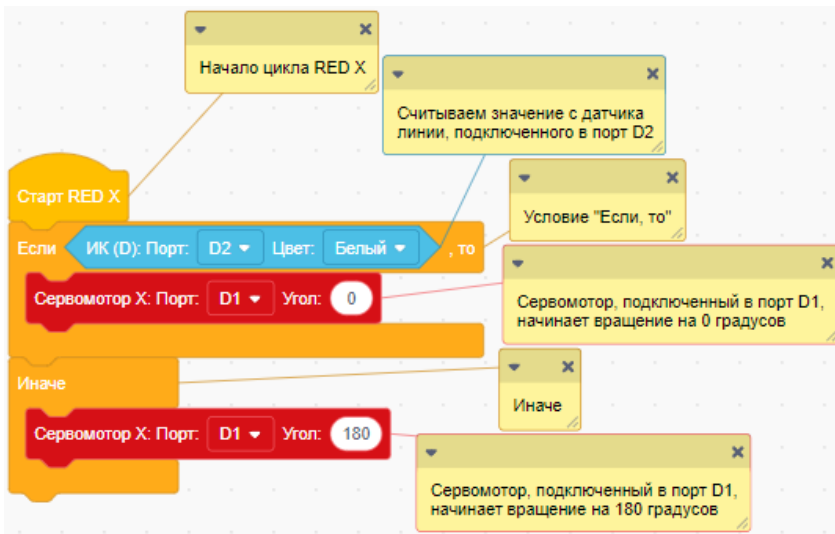 Начало цикла RED X
Считываем значение с датчика
линии, подключенного в порт D2
Старт RED X
Условие "Если, то"
Если ИК (D): Порт: D2 Цвет: Белый , то
Сервомотор X: Порт: D1 Угол: 0
Сервомотор, подключенный в порт D1,
начинает вращение на 0 градусов
Иначе
Иначе
Сервомотор X: Порт: D1 Угол: 180
Сервомотор, подключенный в порт D1,
начинает вращение на 180 градусов